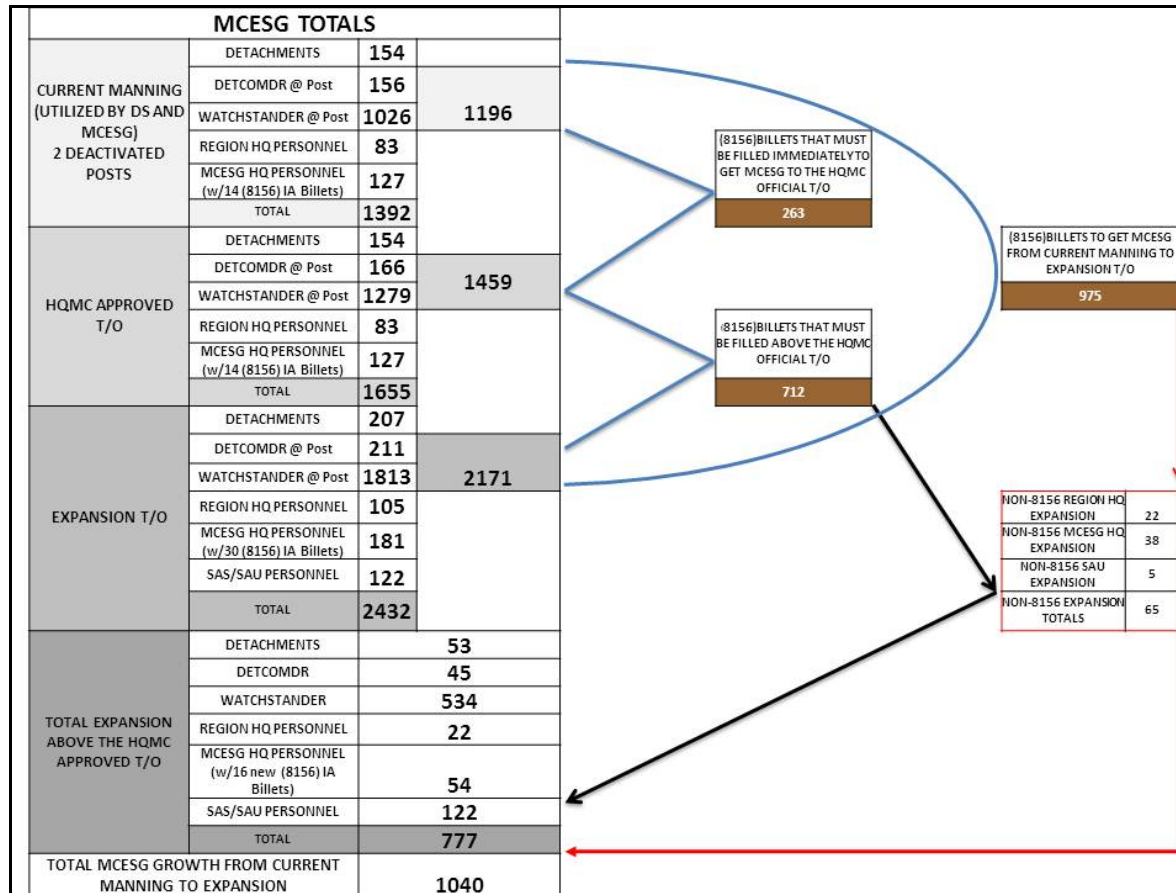 MCESG TOTALS
CURRENT MANNING
(UTILIZED BY DS AND
MCESG)
2 DEACTIVATED
POSTS
DETACHMENTS 154
DETCOMDR @ Post 156
1196
WATCHSTANDER @ Post 1026
REGION HQ PERSONNEL 83
MCESG HQ PERSONNEL
(w/14 (8156) IA Billets) 127
TOTAL 1392
HQMC APPROVED
T/O
DETACHMENTS 154
DETCOMDR @ Post 166
1459
WATCHSTANDER @ Post 1279
REGION HQ PERSONNEL 83
MCESG HQ PERSONNEL
(w/14 (8156) IA Billets) 127
TOTAL 1655
EXPANSION T/O
DETACHMENTS 207
DETCOMDR @ Post 211
2171
WATCHSTANDER @ Post 1813
REGION HQ PERSONNEL 105
MCESG HQ PERSONNEL
(w/30 (8156) IA Billets) 181
SAS/SAU PERSONNEL 122
TOTAL 2432
TOTAL EXPANSION
ABOVE THE HQMC
APPROVED T/O
DETACHMENTS 53
DETCOMDR 45
WATCHSTANDER 534
REGION HQ PERSONNEL 22
MCESG HQ PERSONNEL
(w/16 new (8156) IA
Billets) 54
SAS/SAU PERSONNEL 122
TOTAL 777
TOTAL MCESG GROWTH FROM CURRENT
MANNING TO EXPANSION 1040
(8156)BILLETS THAT MUST
BE FILLED IMMEDIATELY TO
GET MCESG TO THE HQMC
OFFICIAL T/O
263
(8156)BILLETS THAT MUST
BE FILLED ABOVE THE HQMC
OFFICIAL T/O
712
(8156)BILLETS TO GET MCESG
FROM CURRENT MANNING TO
EXPANSION T/O
975
NON-8156 REGION HQ
EXPANSION 22
NON-8156 MCESG HQ
EXPANSION 38
NON-8156 SAU
EXPANSION 5
NON-8156 EXPANSION
TOTALS 65